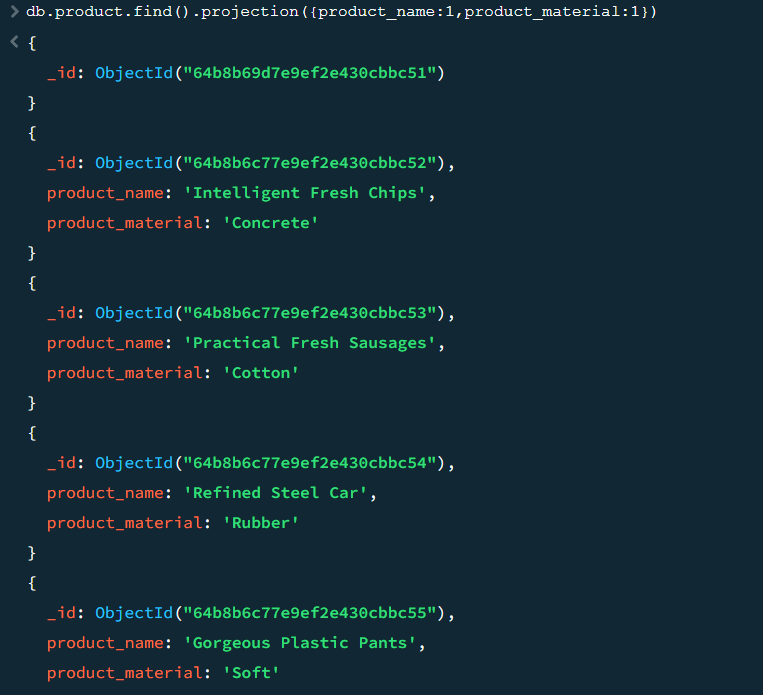 > db.product.find().projection({product_name:1,product_material:1})
< {
_id: ObjectId("64b8b69d7e9ef2e430cbbc51")
}
{
_id: ObjectId("64b8b6c77e9ef2e430cbbc52"),
product_name: 'Intelligent Fresh Chips',
product_material: 'Concrete'
}
{
_id: ObjectId("64b8b6c77e9ef2e430cbbc53"),
product_name: 'Practical Fresh Sausages',
product_material: 'Cotton'
}
{
_id: ObjectId("64b8b6c77e9ef2e430cbbc54"),
product_name: 'Refined Steel Car',
product_material: 'Rubber'
}
{
_id: ObjectId("64b8b6c77e9ef2e430cbbc55"),
product_name: 'Gorgeous Plastic Pants',
product_material: 'Soft'